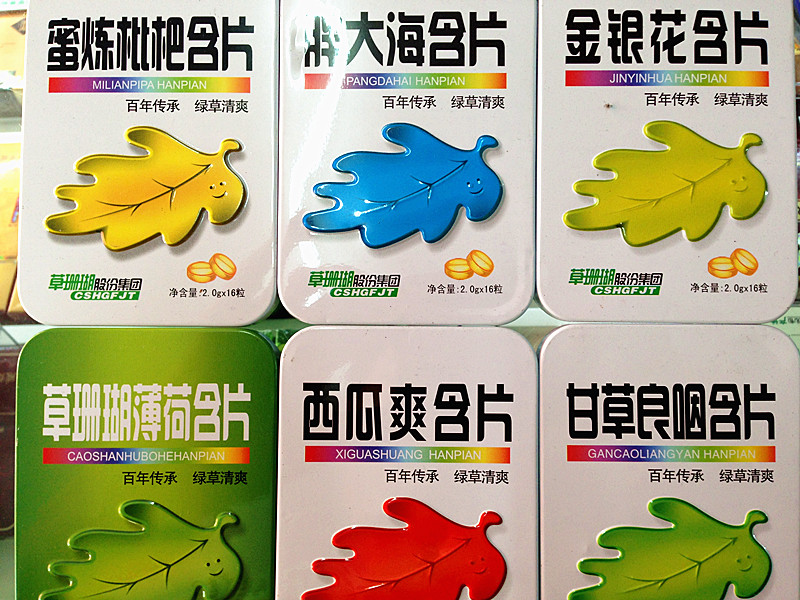 蜜炼枇杷含片
MILIANPIPA HANPIAN
百年传承 绿草清爽
草珊瑚股份集团
CSHGFJT
净含量:2.0gx16粒
胖大海含片
PANGDAHAI HANPIAN
百年传承 绿草清爽
草珊瑚股份集团
CSHGFJT
净含量:2.0gx16粒
金银花含片
JINYINHUA HANPIAN
百年传承 绿草清爽
草珊瑚股份集团
CSHGFJT
净含量:2.0gx16粒
草珊瑚薄荷含片
CAOSHANHUBOHEHANPIAN
百年传承 绿草清爽
西瓜爽含片
XIGUASHUANG HANPIAN
百年传承 绿草清爽
甘草良咽含片
GANCAOLIANGYAN HANPIAN
百年传承 绿草清爽